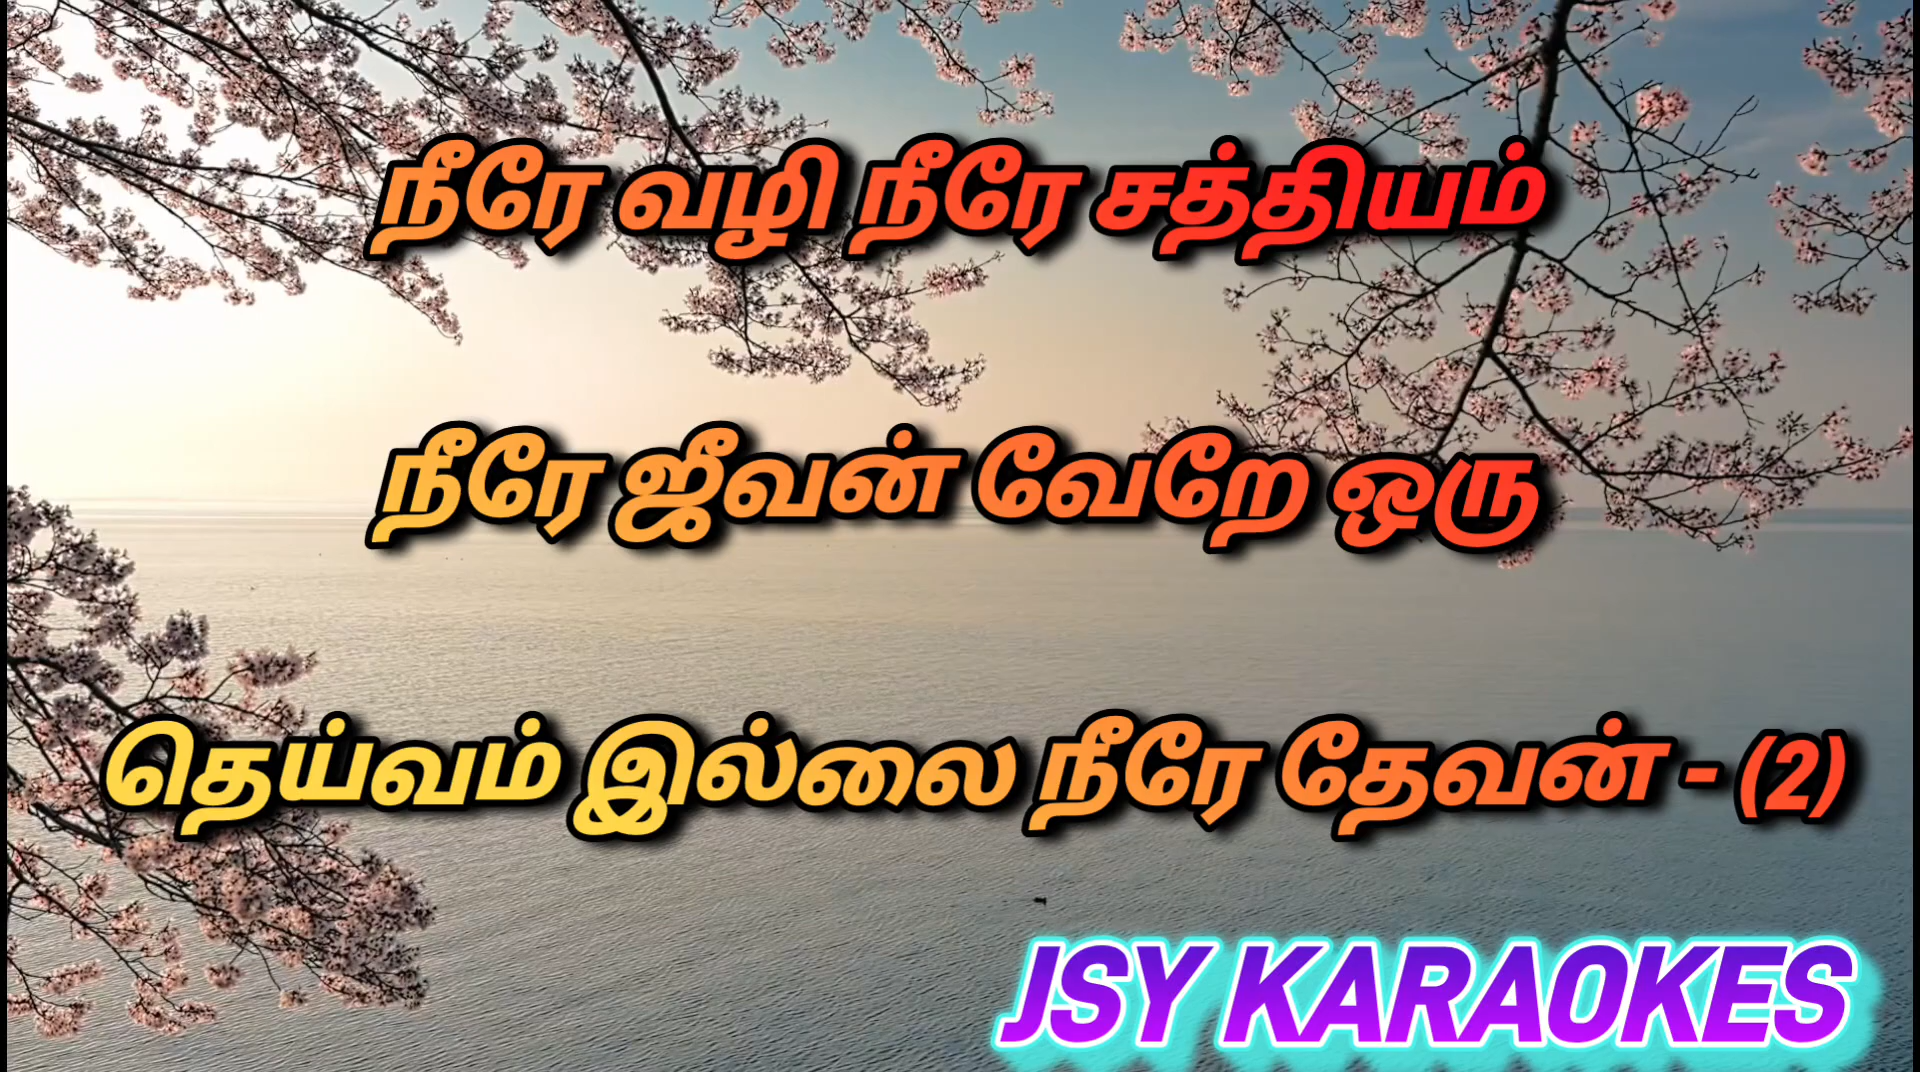 நீரே வழி நீரே சத்தியம்
நீரே ஜீவன் வேறே ஒரு
தெய்வம் இல்லை நீரே தேவன் - (2)
JSY KARAOKES